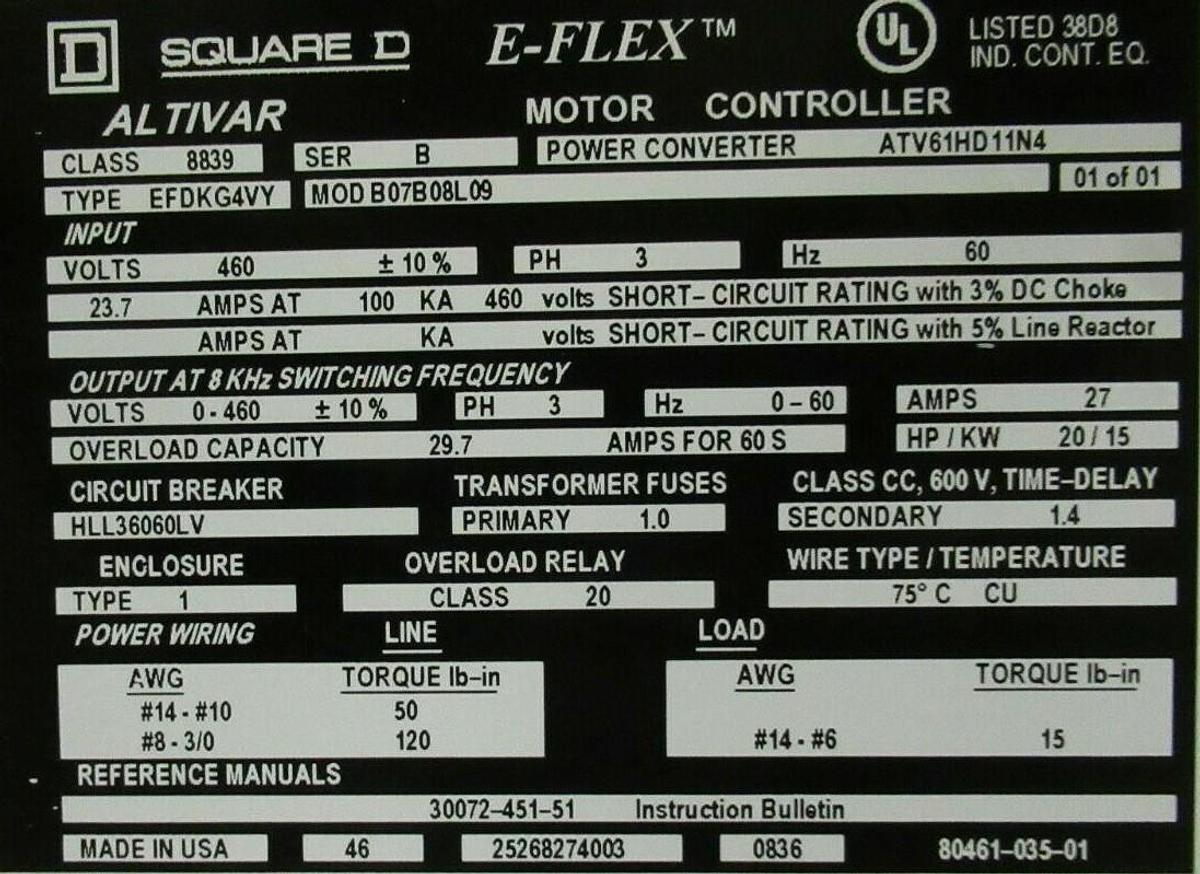 D SQUARE D E-FLEX™ UL LISTED 38D8
IND. CONT. EQ.
ALTIVAR MOTOR CONTROLLER
CLASS 8839 SER B POWER CONVERTER ATV61HD11N4
TYPE EFDKG4VY MOD B07B08L09 01 of 01
INPUT
VOLTS 460 ± 10 % PH 3 Hz 60
23.7 AMPS AT 100 KA 460 volts SHORT-CIRCUIT RATING with 3% DC Choke
AMPS AT KA volts SHORT-CIRCUIT RATING with 5% Line Reactor
OUTPUT AT 8 KHz SWITCHING FREQUENCY
VOLTS 0-460 ± 10 % PH 3 Hz 0-60 AMPS 27
OVERLOAD CAPACITY 29.7 AMPS FOR 60 S HP / KW 20 / 15
CIRCUIT BREAKER TRANSFORMER FUSES CLASS CC, 600 V, TIME-DELAY
HLL36060LV PRIMARY 1.0 SECONDARY 1.4
ENCLOSURE OVERLOAD RELAY WIRE TYPE / TEMPERATURE
TYPE 1 CLASS 20 75° C CU
POWER WIRING LINE LOAD
AWG TORQUE lb-in AWG TORQUE lb-in
#14 - #10 50
#8 - 3/0 120 #14 - #6 15
REFERENCE MANUALS
30072-451-51 Instruction Bulletin
MADE IN USA 46 25268274003 0836 80461-035-01